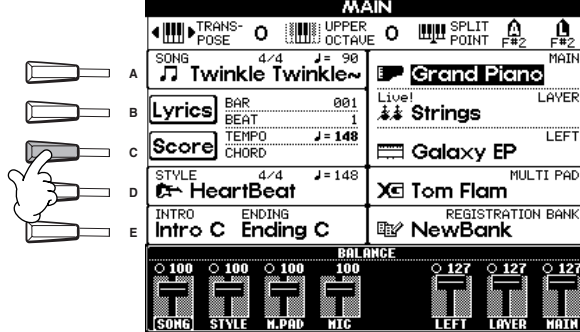 MAIN
TRANS-
POSE 0
UPPER
OCTAVE 0
SPLIT
POINT
A
F#2
L
F#2
SONG 4/4 ♩= 90
Twinkle Twinkle~
MAIN
Grand Piano
A
Lyrics
BAR 001
BEAT 1
Live! LAYER
Strings
B
Score
TEMPO ♩=148
CHORD
LEFT
Galaxy EP
C
STYLE 4/4 ♩=148
HeartBeat
MULTI PAD
XG Tom Flam
D
INTRO ENDING
Intro C Ending C
REGISTRATION BANK
NewBank
E
BALANCE
100 100 100 100 127 127 127
SONG STYLE M.PAD MIC LEFT LAYER MAIN